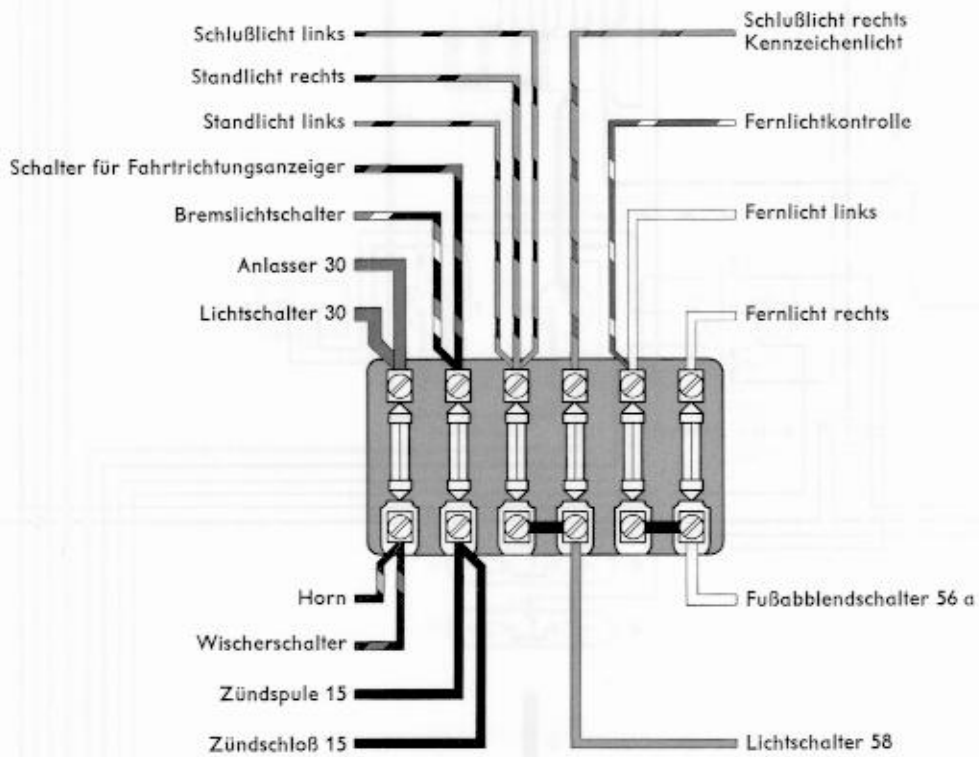 Schlußlicht links
Standlicht rechts
Standlicht links
Schalter für Fahrtrichtungsanzeiger
Bremslichtschalter
Anlasser 30
Lichtschalter 30
Schlußlicht rechts
Kennzeichenlicht
Fernlichtkontrolle
Fernlicht links
Fernlicht rechts
Horn
Wischerschalter
Zündspule 15
Zündschloß 15
Fußabblendschalter 56 a
Lichtschalter 58